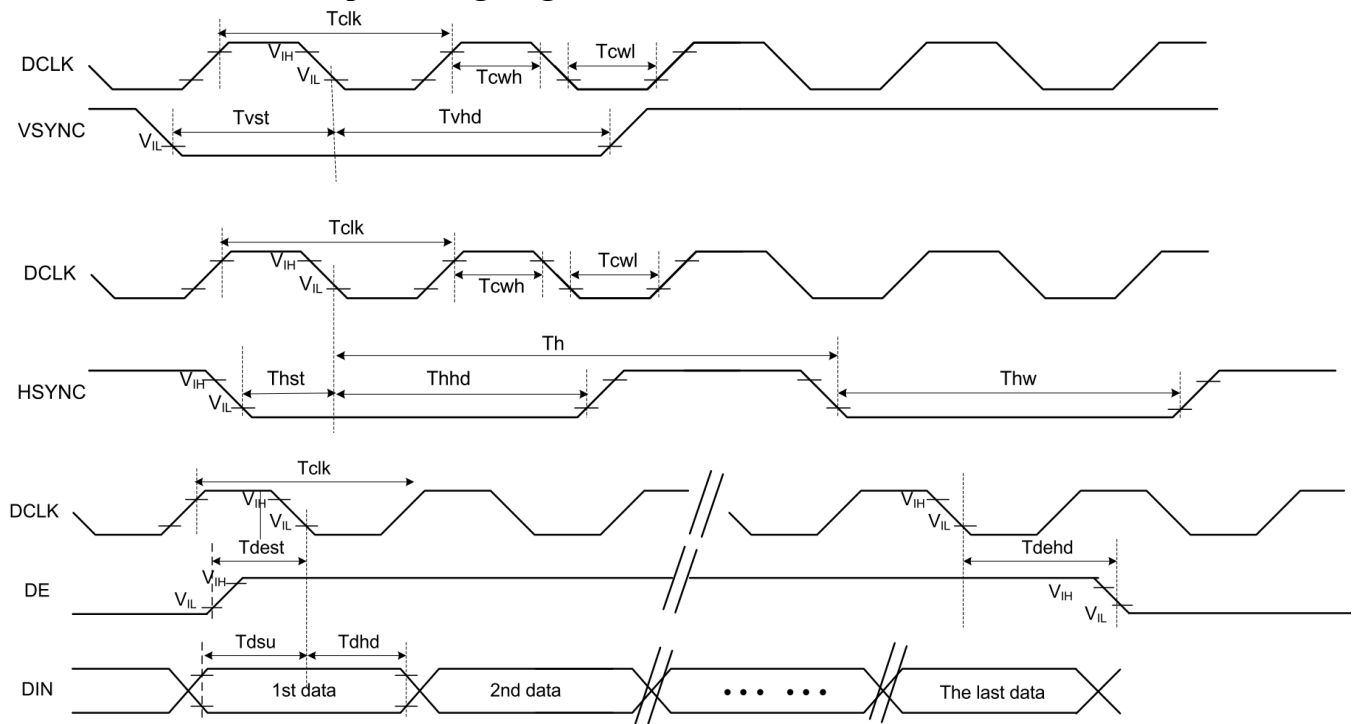 Tclk
DCLK
VIH
VIL
Tcwh
Tcwl
VSYNC
VIL
Tvst
Tvhd
Tclk
DCLK
VIH
VIL
Tcwh
Tcwl
Th
HSYNC
VIH
VIL
Thst
Thhd
Thw
Tclk
DCLK
VIH
VIL
VIH
VIL
Tdest
Tdehd
DE
VIH
VIL
VIH
VIL
Tdsu
Tdhd
DIN
1st data
2nd data
The last data